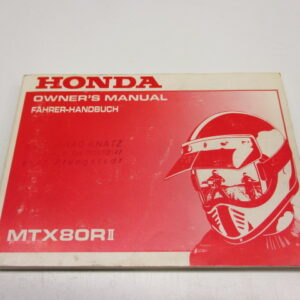 HONDA
OWNER'S MANUAL
FAHRER-HANDBUCH
MTX80RII